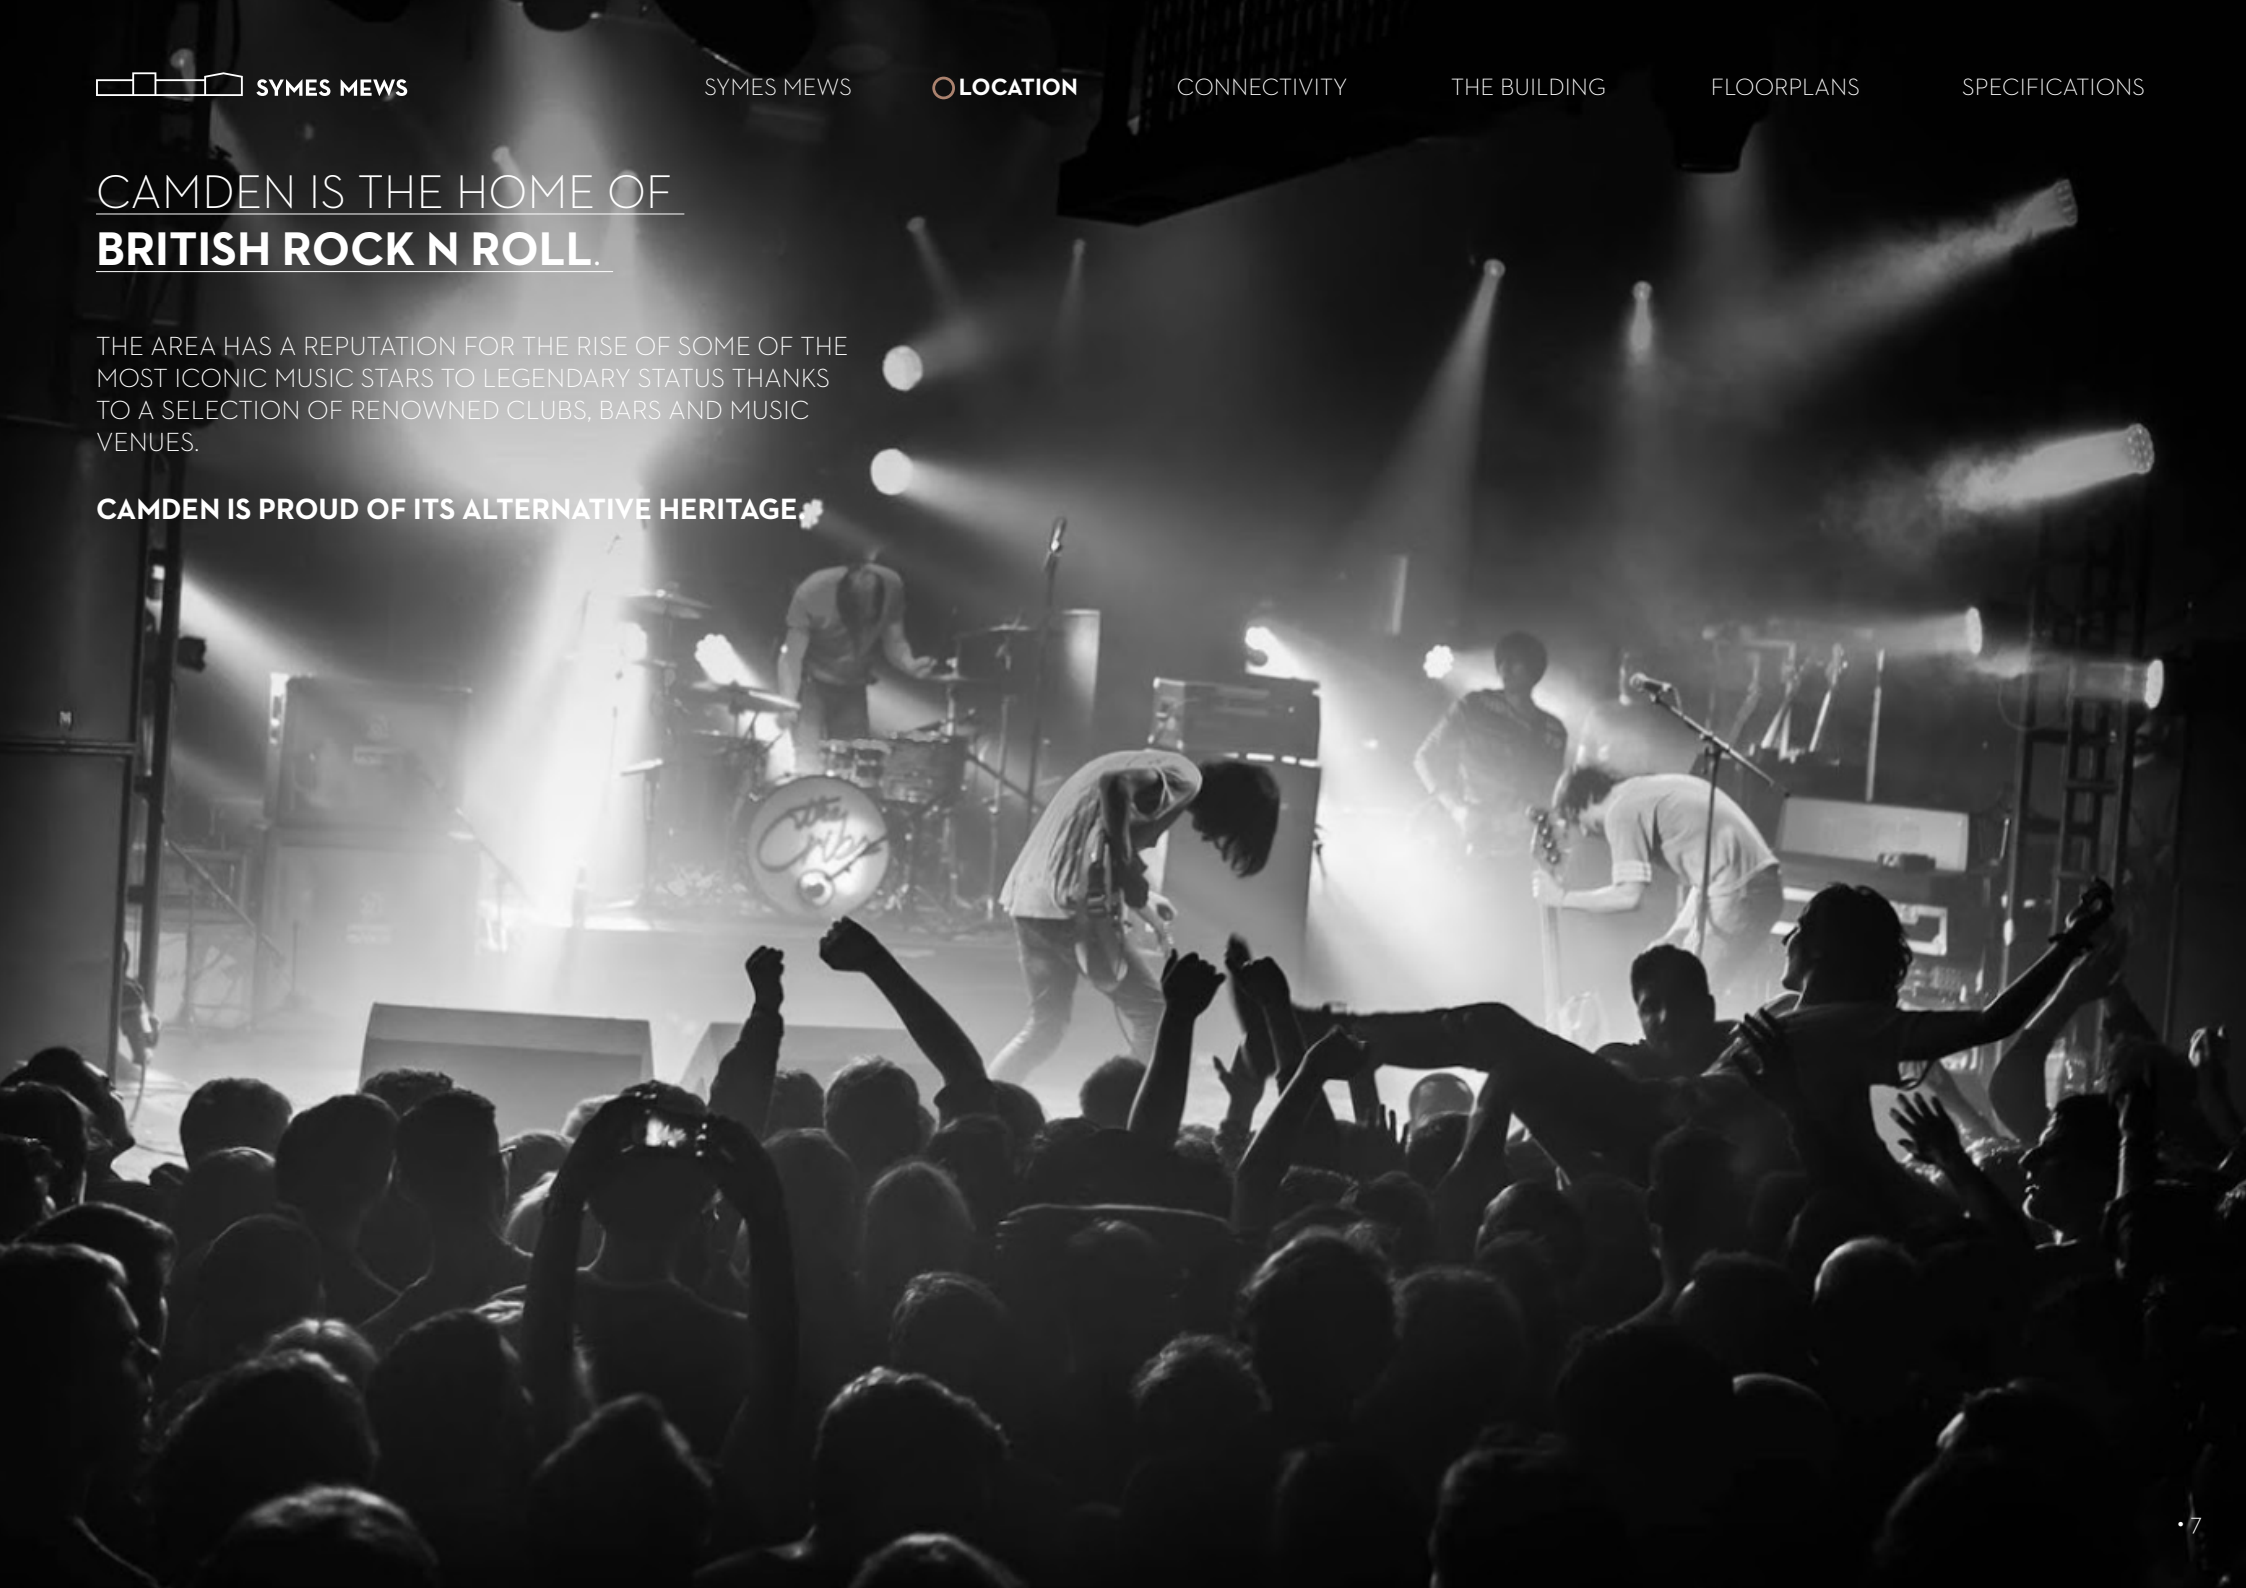 SYMES MEWS
SYMES MEWS
LOCATION
CONNECTIVITY
THE BUILDING
FLOORPLANS
SPECIFICATIONS
CAMDEN IS THE HOME OF
BRITISH ROCK N ROLL.
THE AREA HAS A REPUTATION FOR THE RISE OF SOME OF THE
MOST ICONIC MUSIC STARS TO LEGENDARY STATUS THANKS
TO A SELECTION OF RENOWNED CLUBS, BARS AND MUSIC
VENUES.
CAMDEN IS PROUD OF ITS ALTERNATIVE HERITAGE.
the
Cribs
• 7